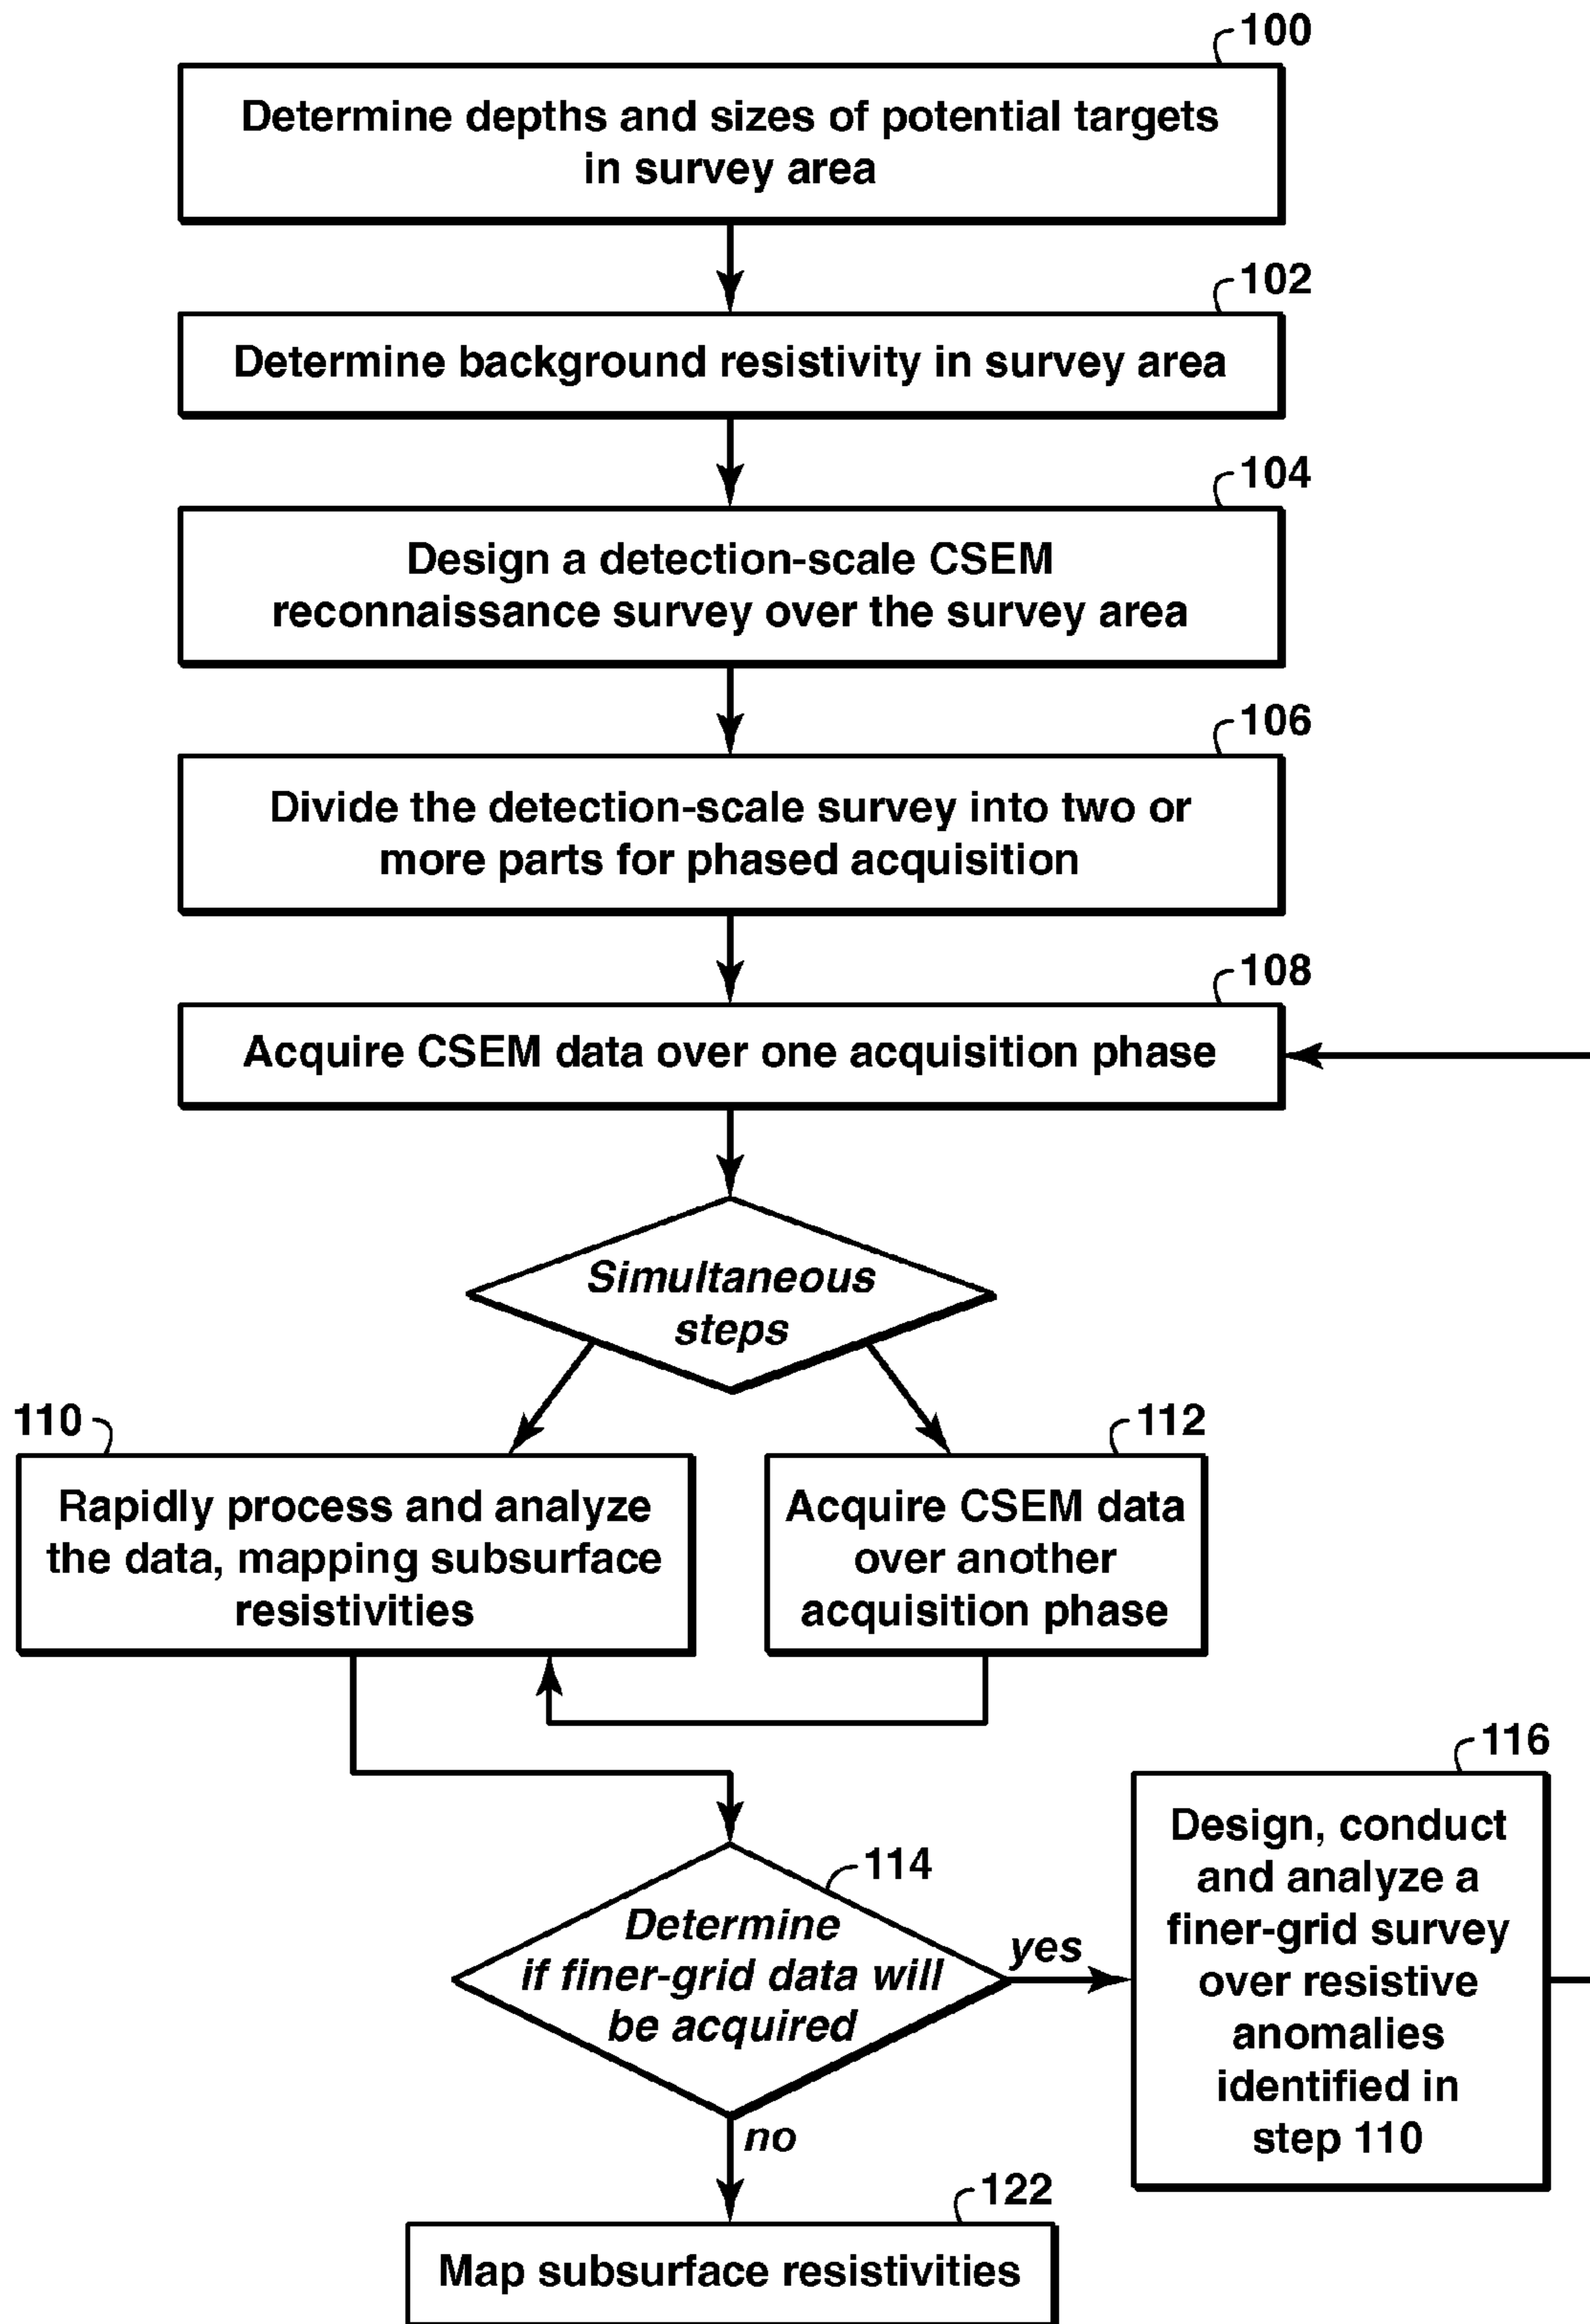 100
Determine depths and sizes of potential targets
in survey area
102
Determine background resistivity in survey area
104
Design a detection-scale CSEM
reconnaissance survey over the survey area
106
Divide the detection-scale survey into two or
more parts for phased acquisition
108
Acquire CSEM data over one acquisition phase
Simultaneous
steps
110
Rapidly process and analyze
the data, mapping subsurface
resistivities
112
Acquire CSEM data
over another
acquisition phase
114
Determine
if finer-grid data will
be acquired
yes
116
Design, conduct
and analyze a
finer-grid survey
over resistive
anomalies
identified in
step 110
no
122
Map subsurface resistivities